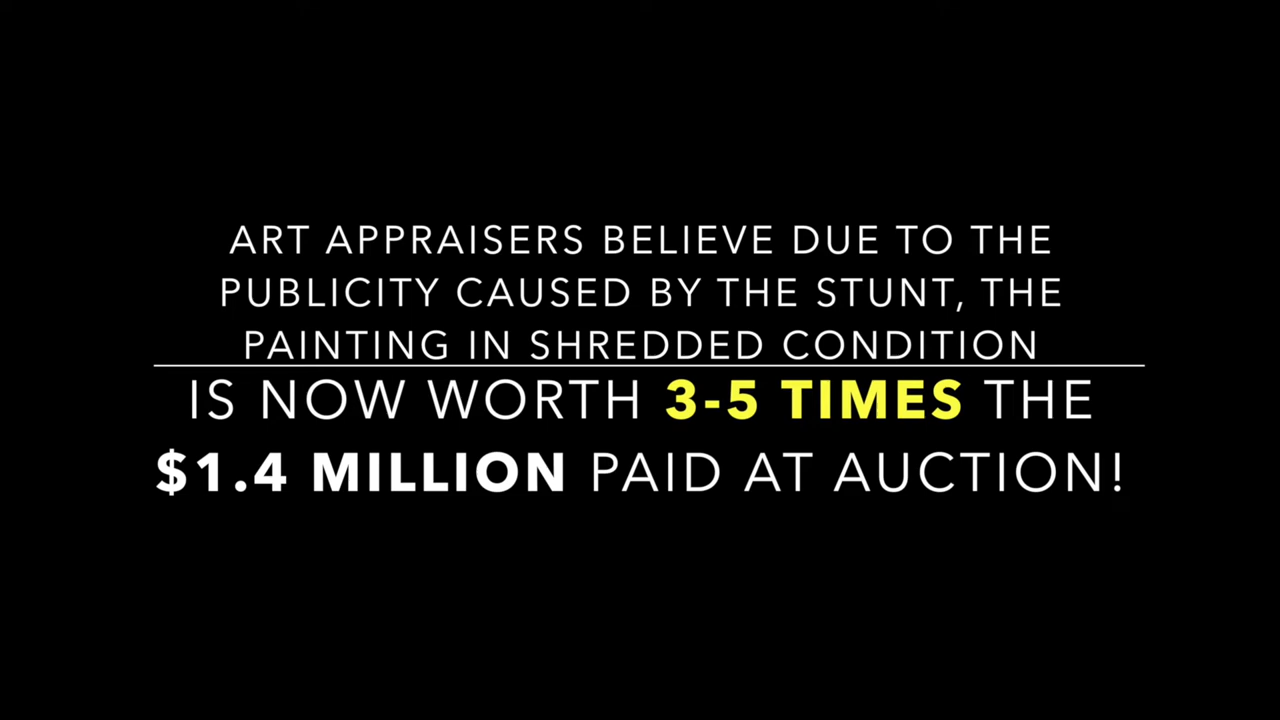 ART APPRAISERS BELIEVE DUE TO THE
PUBLICITY CAUSED BY THE STUNT, THE
PAINTING IN SHREDDED CONDITION
IS NOW WORTH 3-5 TIMES THE
$1.4 MILLION PAID AT AUCTION!